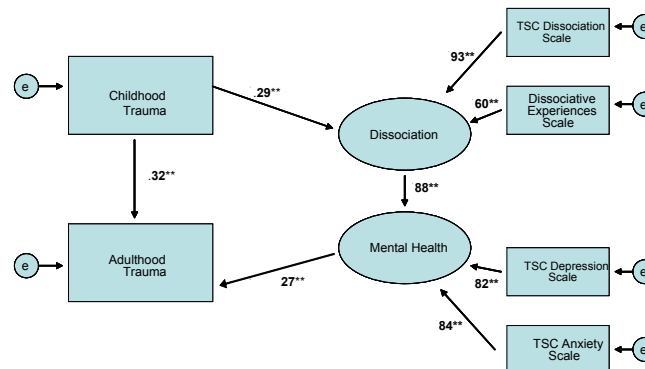 TSC Dissociation
Scale
e
e
Childhood
Trauma
.29**
93**
60**
Dissociative
Experiences
Scale
e
Dissociation
.32**
88**
e
Adulthood
Trauma
Mental Health
27**
82**
TSC Depression
Scale
e
84**
TSC Anxiety
Scale
e